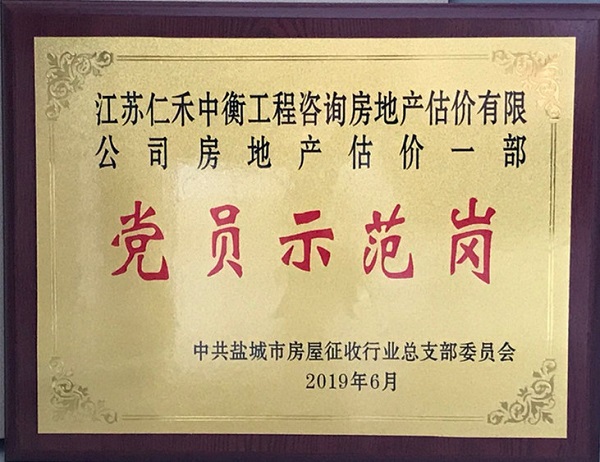 江苏仁禾中衡工程咨询房地产估价有限
公司房地产估价一部
党员示范岗
中共盐城市房屋征收行业总支部委员会
2019年6月